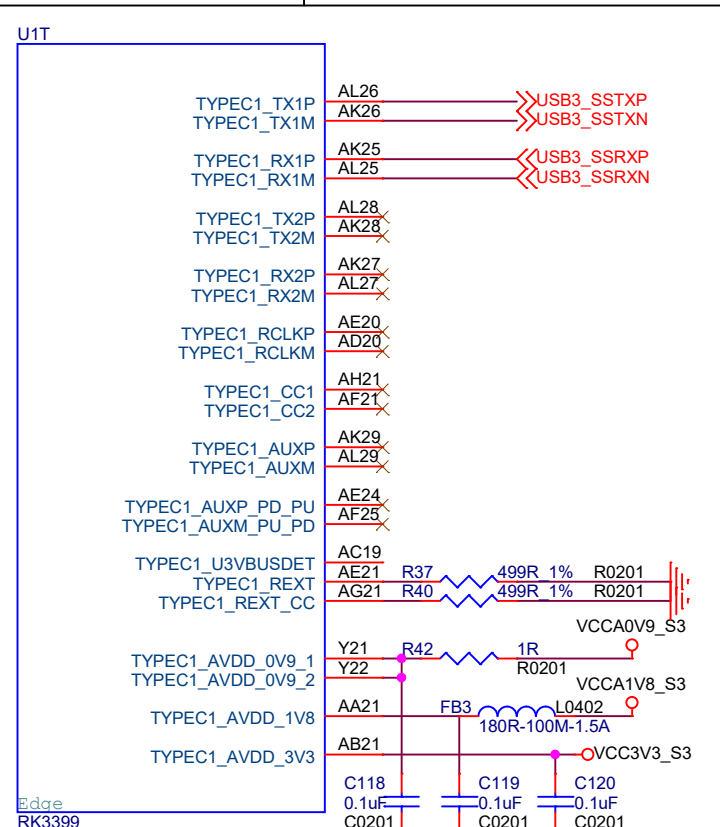 U1T
TYPEC1_TX1P AL26 USB3_SSTXP
TYPEC1_TX1M AK26 USB3_SSTXN
TYPEC1_RX1P AK25 USB3_SSRXP
TYPEC1_RX1M AL25 USB3_SSRXN
TYPEC1_TX2P AL28
TYPEC1_TX2M AK28
TYPEC1_RX2P AK27
TYPEC1_RX2M AL27
TYPEC1_RCLKP AE20
TYPEC1_RCLKM AD20
TYPEC1_CC1 AH21
TYPEC1_CC2 AF21
TYPEC1_AUXP AK29
TYPEC1_AUXM AL29
TYPEC1_AUXP_PD_PU AE24
TYPEC1_AUXM_PU_PD AF25
TYPEC1_U3VBUSDET AC19
TYPEC1_REXT AE21 R37 499R_1% R0201
TYPEC1_REXT_CC AG21 R40 499R_1% R0201
VCCA0V9_S3
TYPEC1_AVDD_0V9_1 Y21 R42 1R
TYPEC1_AVDD_0V9_2 Y22 R0201
VCCA1V8_S3
TYPEC1_AVDD_1V8 AA21 FB3 L0402
180R-100M-1.5A
TYPEC1_AVDD_3V3 AB21 VCC3V3_S3
C118 C119 C120
Edge 0.1uF 0.1uF 0.1uF
RK3399 C0201 C0201 C0201